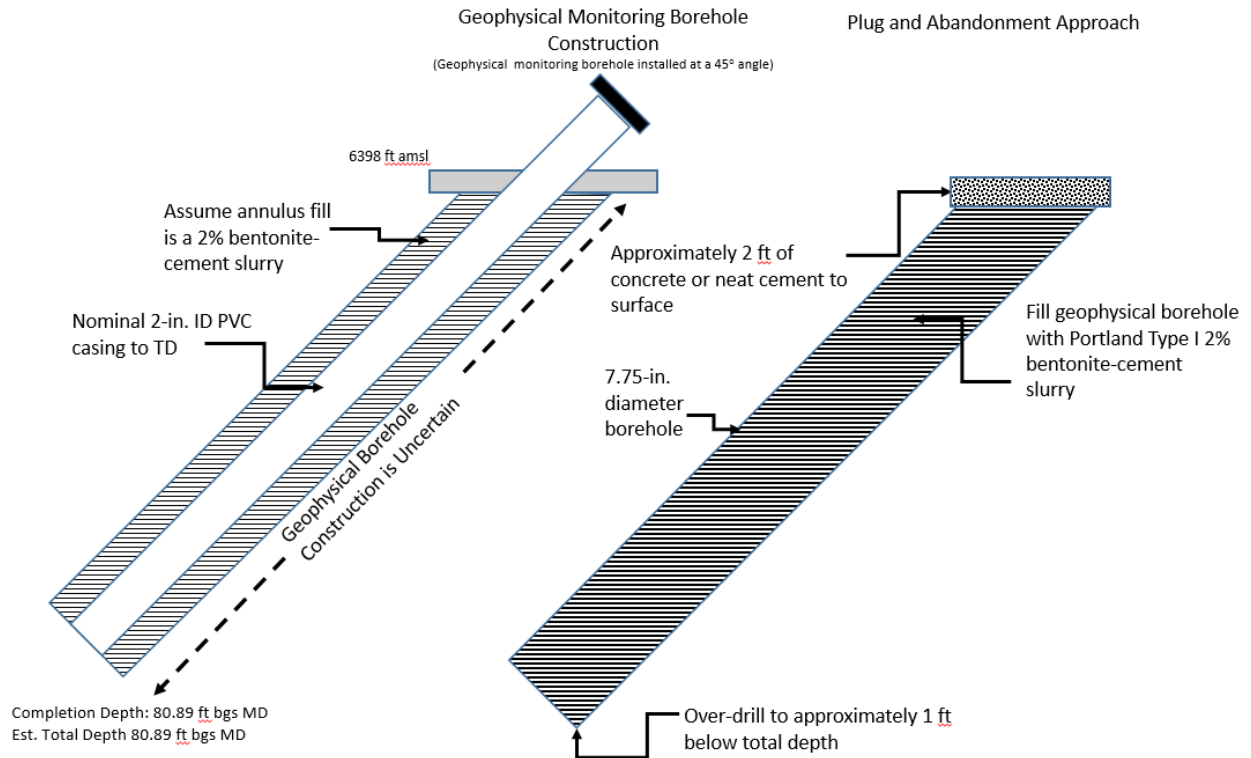 Geophysical Monitoring Borehole
Construction
(Geophysical monitoring borehole installed at a 45° angle)
Plug and Abandonment Approach
6398 ft amsl
Assume annulus fill
is a 2% bentonite-
cement slurry
Nominal 2-in. ID PVC
casing to TD
Geophysical Borehole
Construction is Uncertain
Completion Depth: 80.89 ft bgs MD
Est. Total Depth 80.89 ft bgs MD
Approximately 2 ft of
concrete or neat cement to
surface
7.75-in.
diameter
borehole
Fill geophysical borehole
with Portland Type I 2%
bentonite-cement
slurry
Over-drill to approximately 1 ft
below total depth